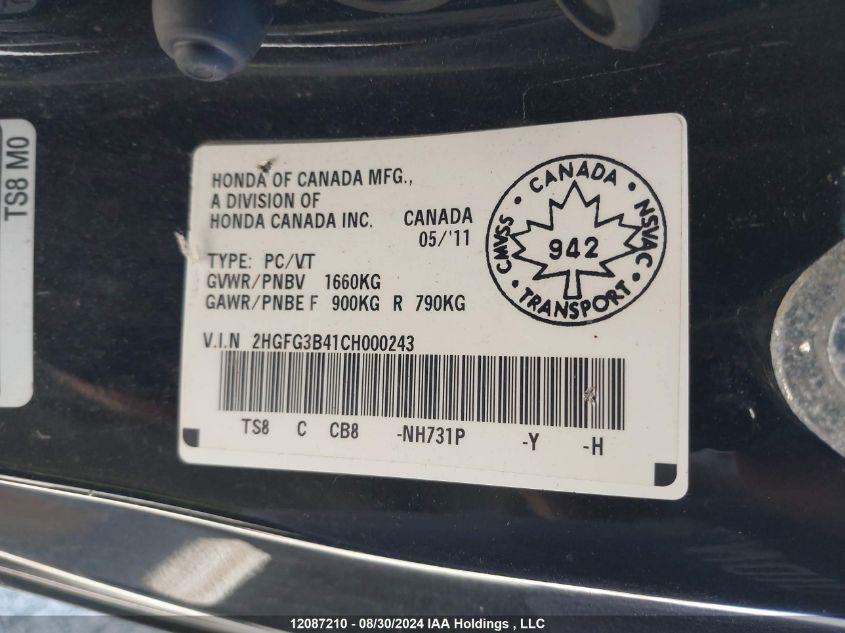 TS8 M0
HONDA OF CANADA MFG.,
A DIVISION OF
HONDA CANADA INC. CANADA
05/'11
TYPE: PC/VT
GVWR/PNBV 1660KG
GAWR/PNBE F 900KG R 790KG
V.I.N 2HGFG3B41CH000243
TS8 C CB8 -NH731P -Y -H
CANADA
CMVSS
NSVAC
942
TRANSPORT
12087210 - 08/30/2024 IAA Holdings , LLC